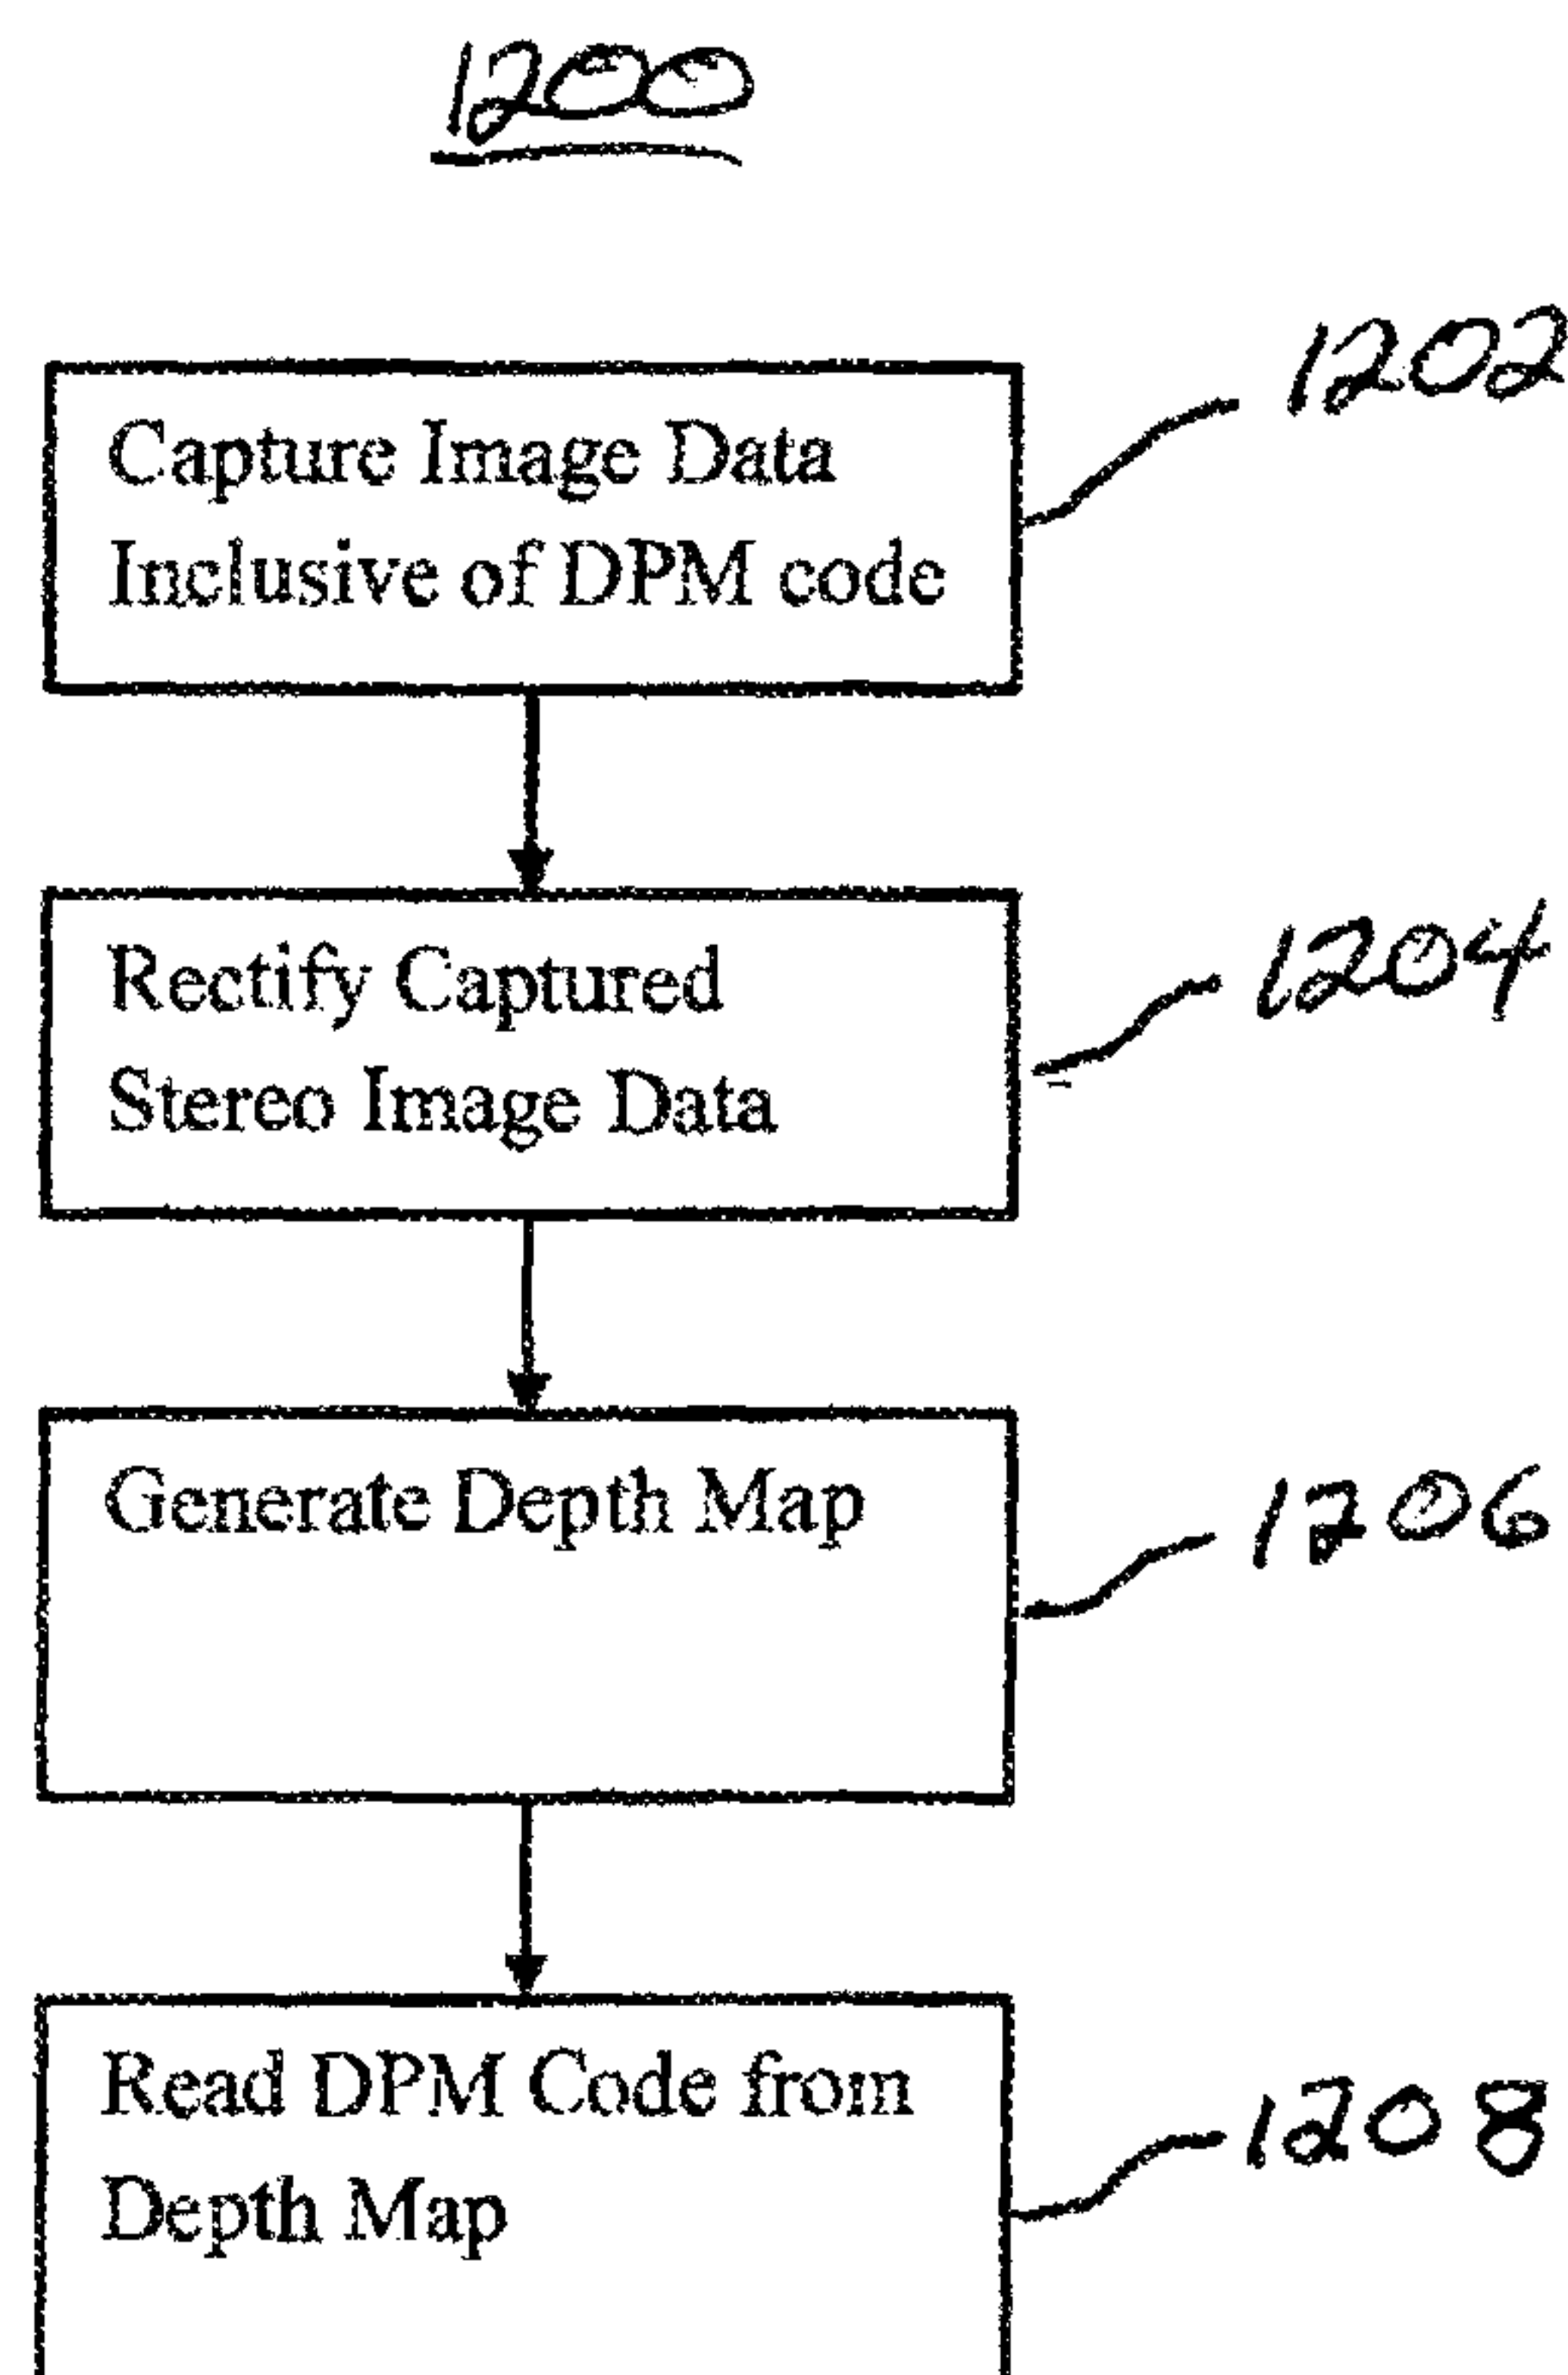 1200
Capture Image Data
Inclusive of DPM code
1202
Rectify Captured
Stereo Image Data
1204
Generate Depth Map
1206
Read DPM Code from
Depth Map
1208